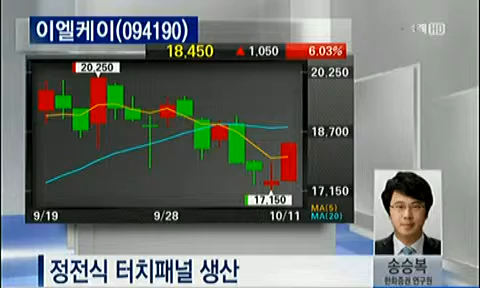 이엘케이(094190)
18,450 ▲ 1,050 6.03%
20,250
20,250
18,700
17,150
17,150
MA(5)
MA(20)
9/19 9/28 10/11
송승복
한화증권 연구원
정전식 터치패널 생산